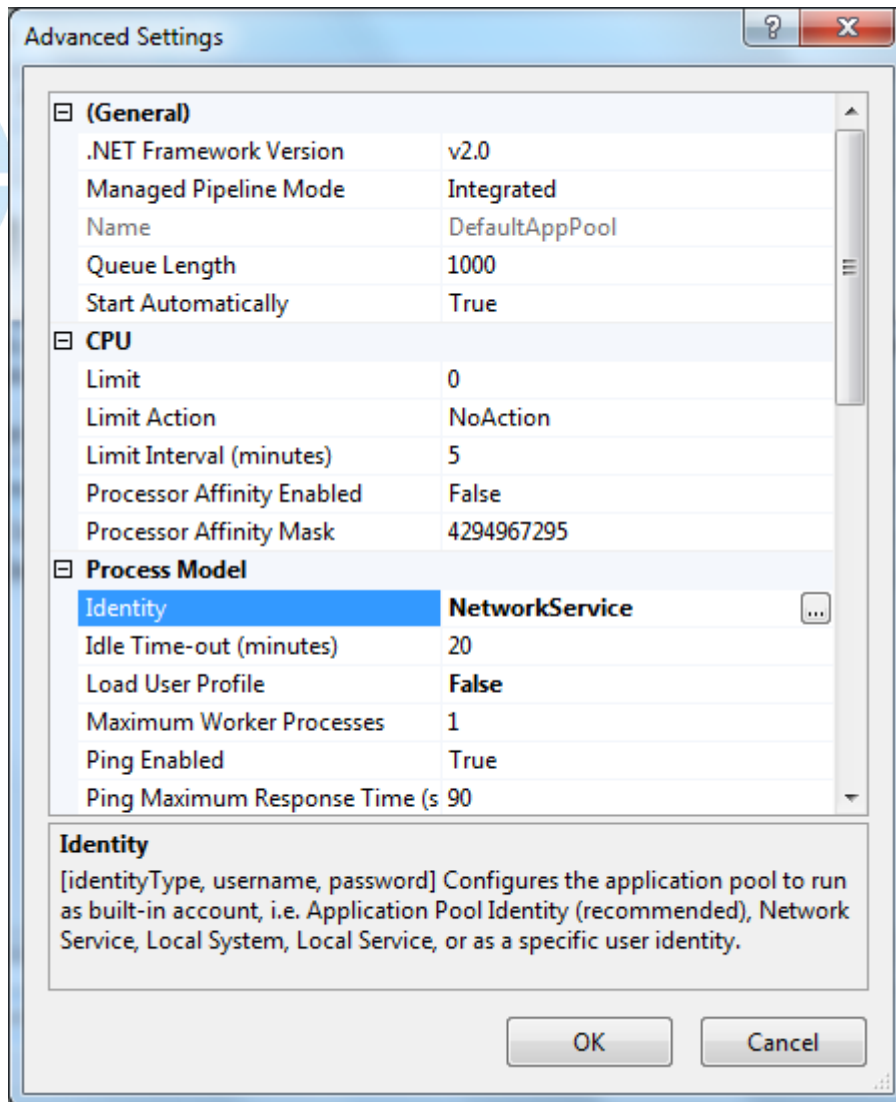 Advanced Settings
(General)
.NET Framework Version v2.0
Managed Pipeline Mode Integrated
Name DefaultAppPool
Queue Length 1000
Start Automatically True
CPU
Limit 0
Limit Action NoAction
Limit Interval (minutes) 5
Processor Affinity Enabled False
Processor Affinity Mask 4294967295
Process Model
Identity NetworkService ...
Idle Time-out (minutes) 20
Load User Profile False
Maximum Worker Processes 1
Ping Enabled True
Ping Maximum Response Time (s 90
Identity
[identityType, username, password] Configures the application pool to run
as built-in account, i.e. Application Pool Identity (recommended), Network
Service, Local System, Local Service, or as a specific user identity.
OK Cancel